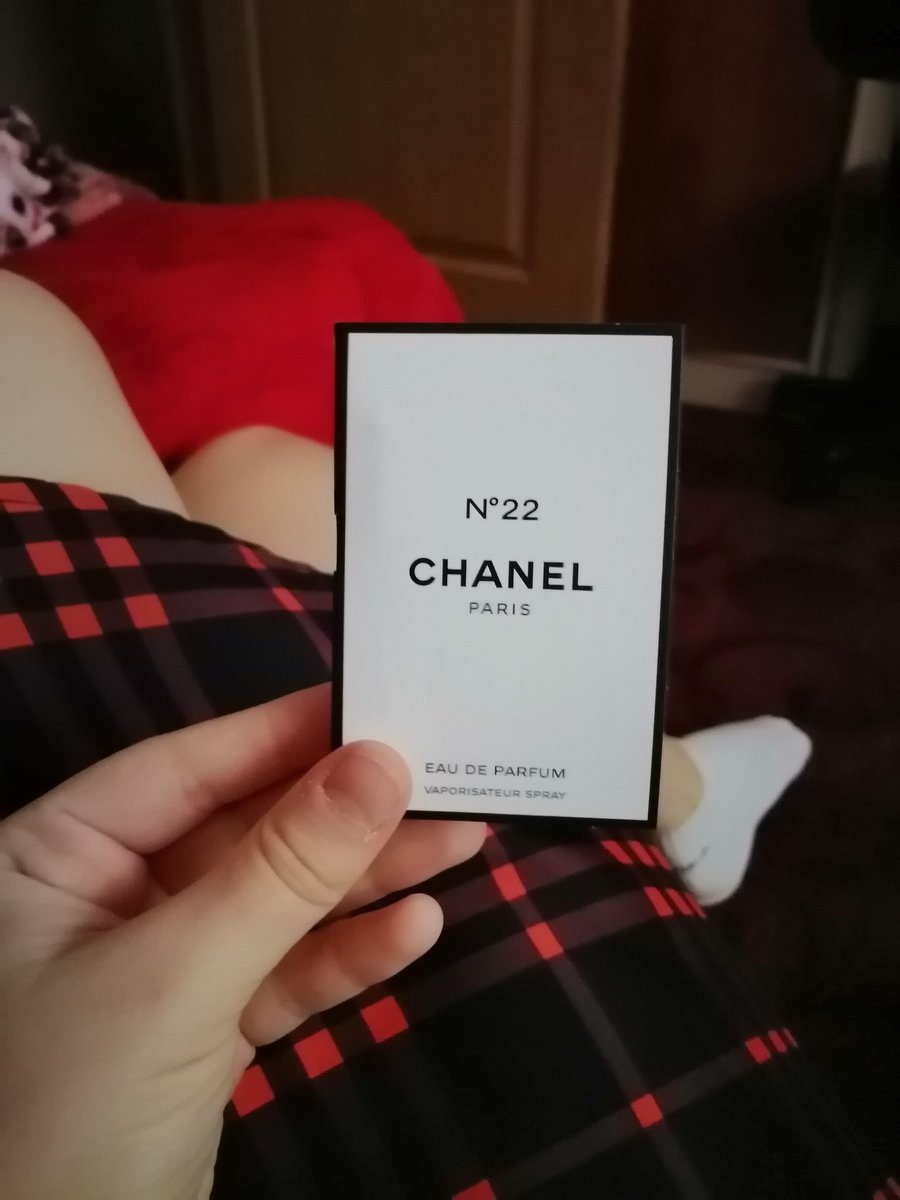 N°22
CHANEL
PARIS
EAU DE PARFUM
VAPORISATEUR SPRAY